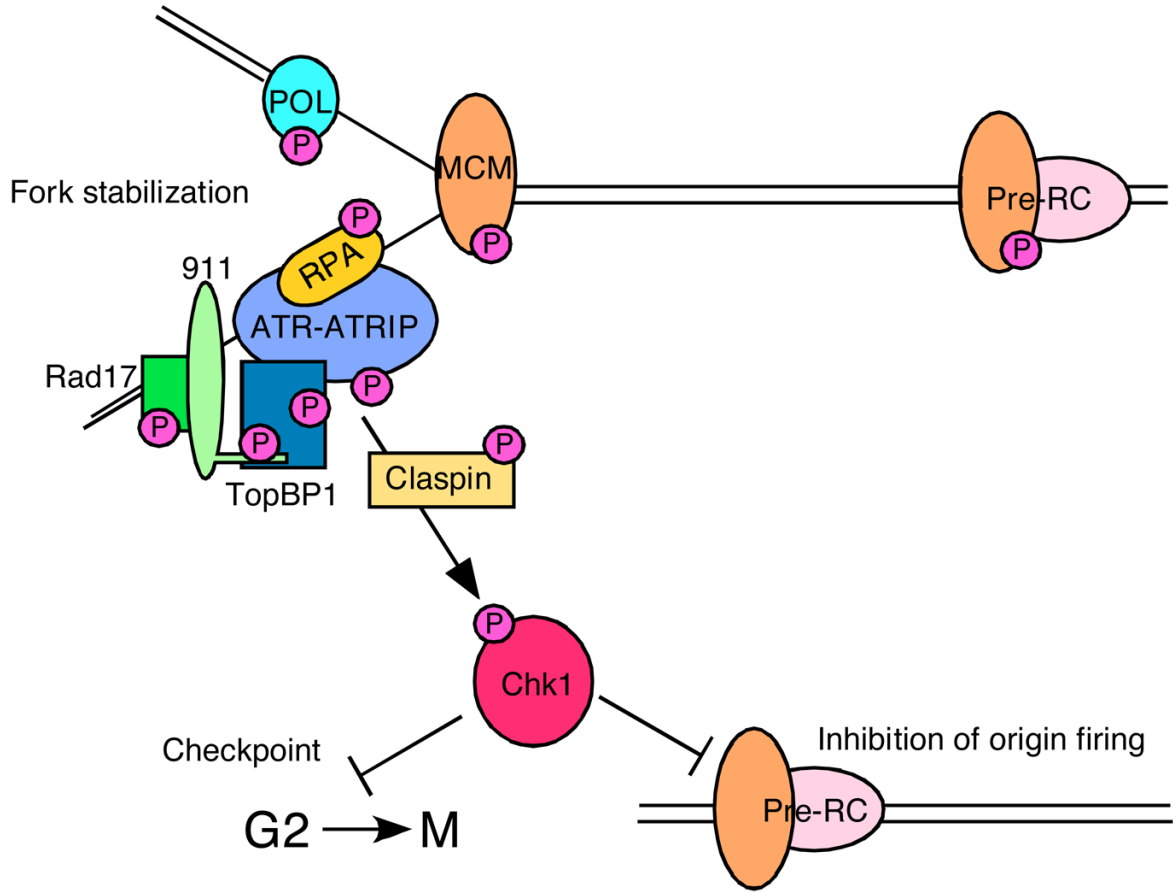 POL
P
MCM
Fork stabilization
Pre-RC
P
RPA
P
P
911
ATR-ATRIP
Rad17
P
P
P
P
P
TopBP1
Claspin
P
Chk1
Checkpoint
Inhibition of origin firing
G2 M
Pre-RC